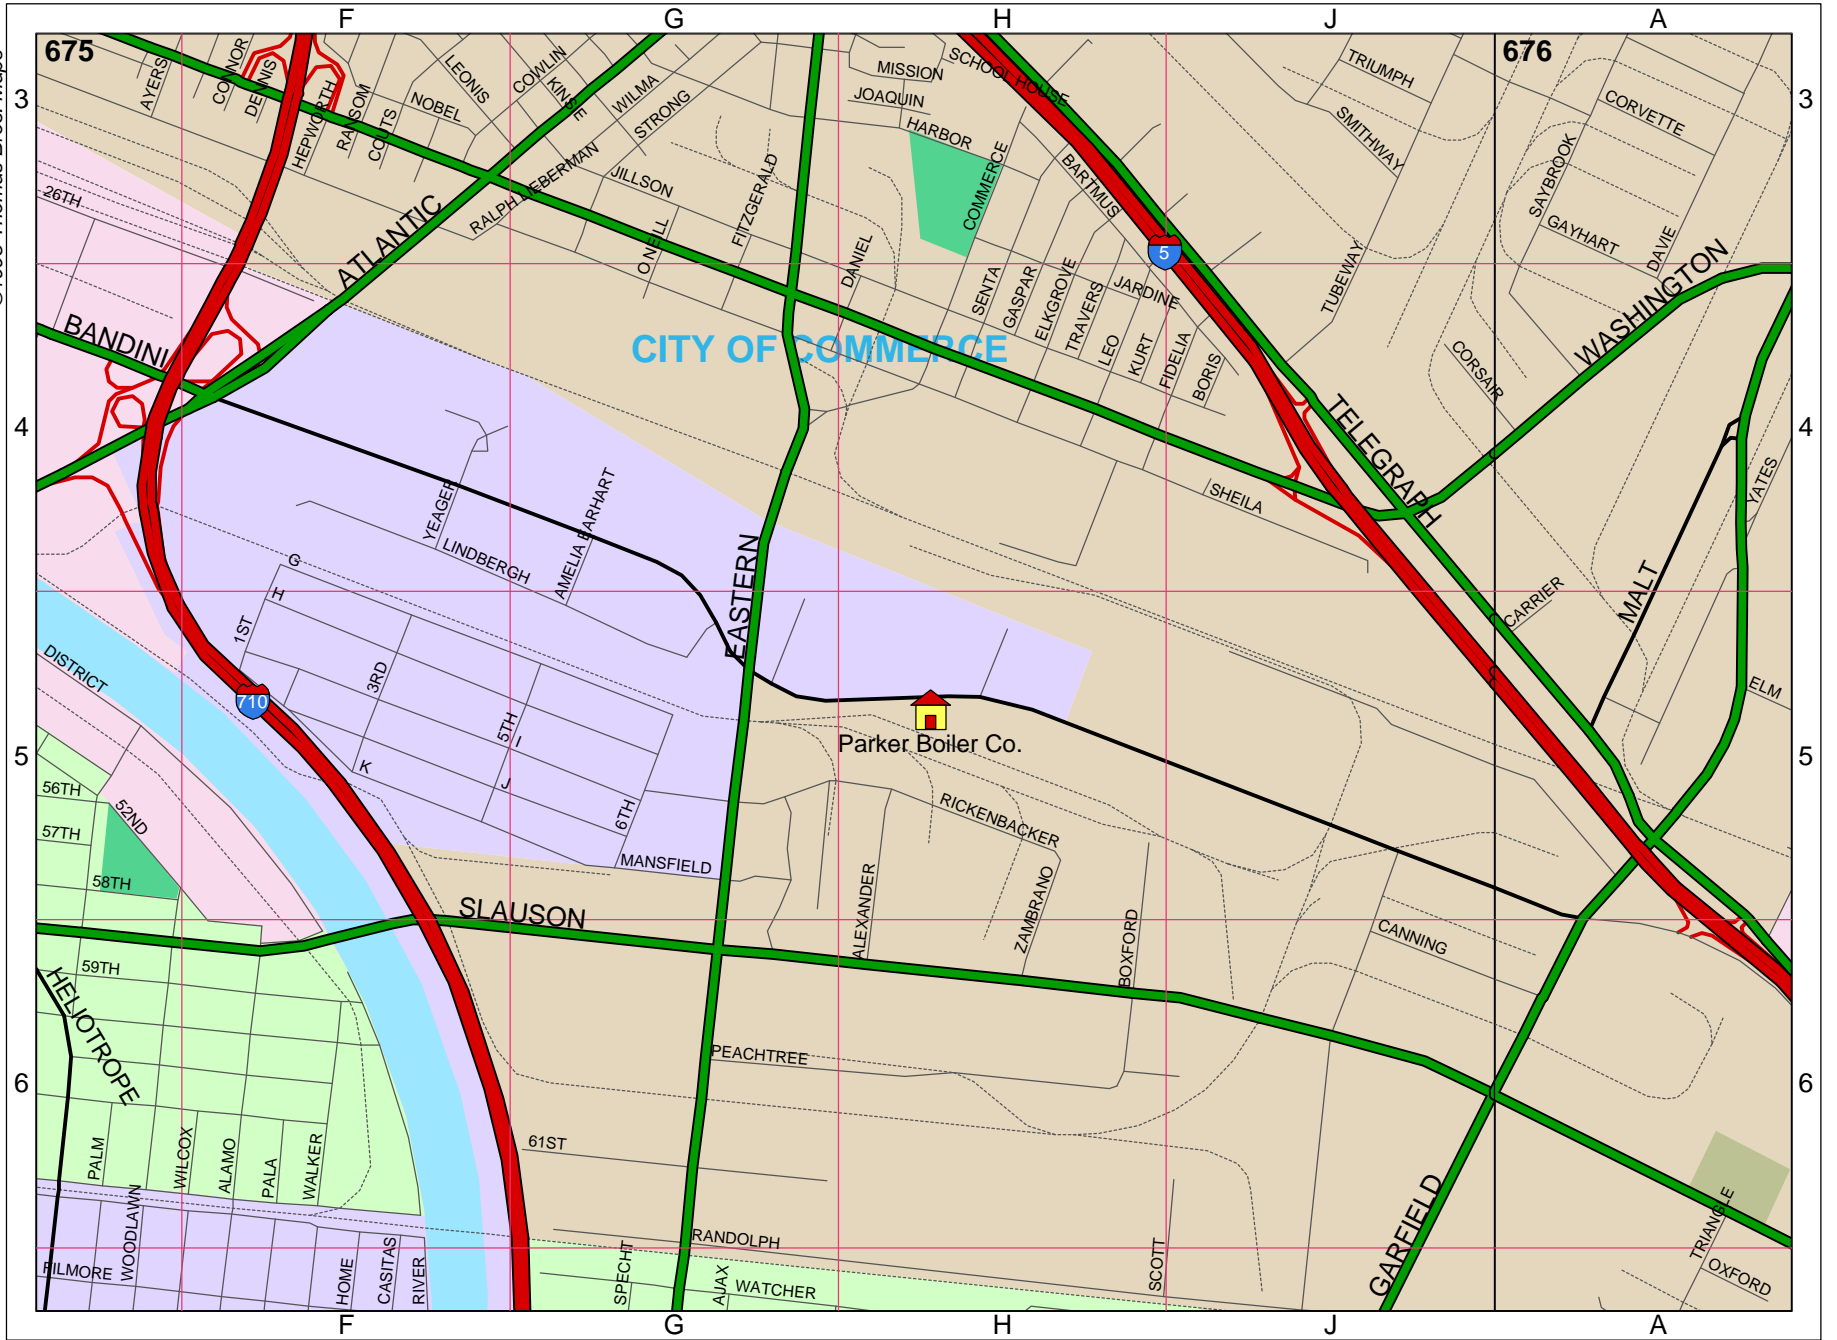 F
G
H
J
A
675
676
3
3
AYERS
CONNOR
DENNIS
HEPWORTH
RANSOM
COUTS
NOBEL
LEONIS
COWLIN
KINSIE
WILMA
STRONG
RALPH LIEBERMAN
JILLSON
O NEILL
FITZGERALD
DANIEL
MISSION
JOAQUIN
HARBOR
SCHOOL HOUSE
COMMERCE
BARTMUS
TRIUMPH
SMITHWAY
TUBEWAY
CORVETTE
SAYBROOK
GAYHART
DAVIE
WASHINGTON
26TH
ATLANTIC
5
BANDINI
CITY OF COMMERCE
SENTA
GASPAR
ELKGROVE
TRAVERS
JARDINE
LEO
KURT
FIDELIA
BORIS
CORSAIR
TELEGRAPH
4
4
YEAGER
LINDBERGH
AMELIA EARHART
EASTERN
SHEILA
YATES
MALT
CARRIER
ELM
G
H
1ST
3RD
5TH
I
J
K
6TH
DISTRICT
710
Parker Boiler Co.
5
5
56TH
57TH
58TH
52ND
MANSFIELD
RICKENBACKER
ALEXANDER
ZAMBRANO
BOXFORD
CANNING
SLAUSON
59TH
HELIOTROPE
PEACHTREE
6
6
61ST
PALM
WILCOX
ALAMO
PALA
WALKER
WOODLAWN
FILMORE
HOME
CASITAS
RIVER
RANDOLPH
SPECHT
AJAX
WATCHER
SCOTT
GARFIELD
TRIANGLE
OXFORD
F
G
H
J
A